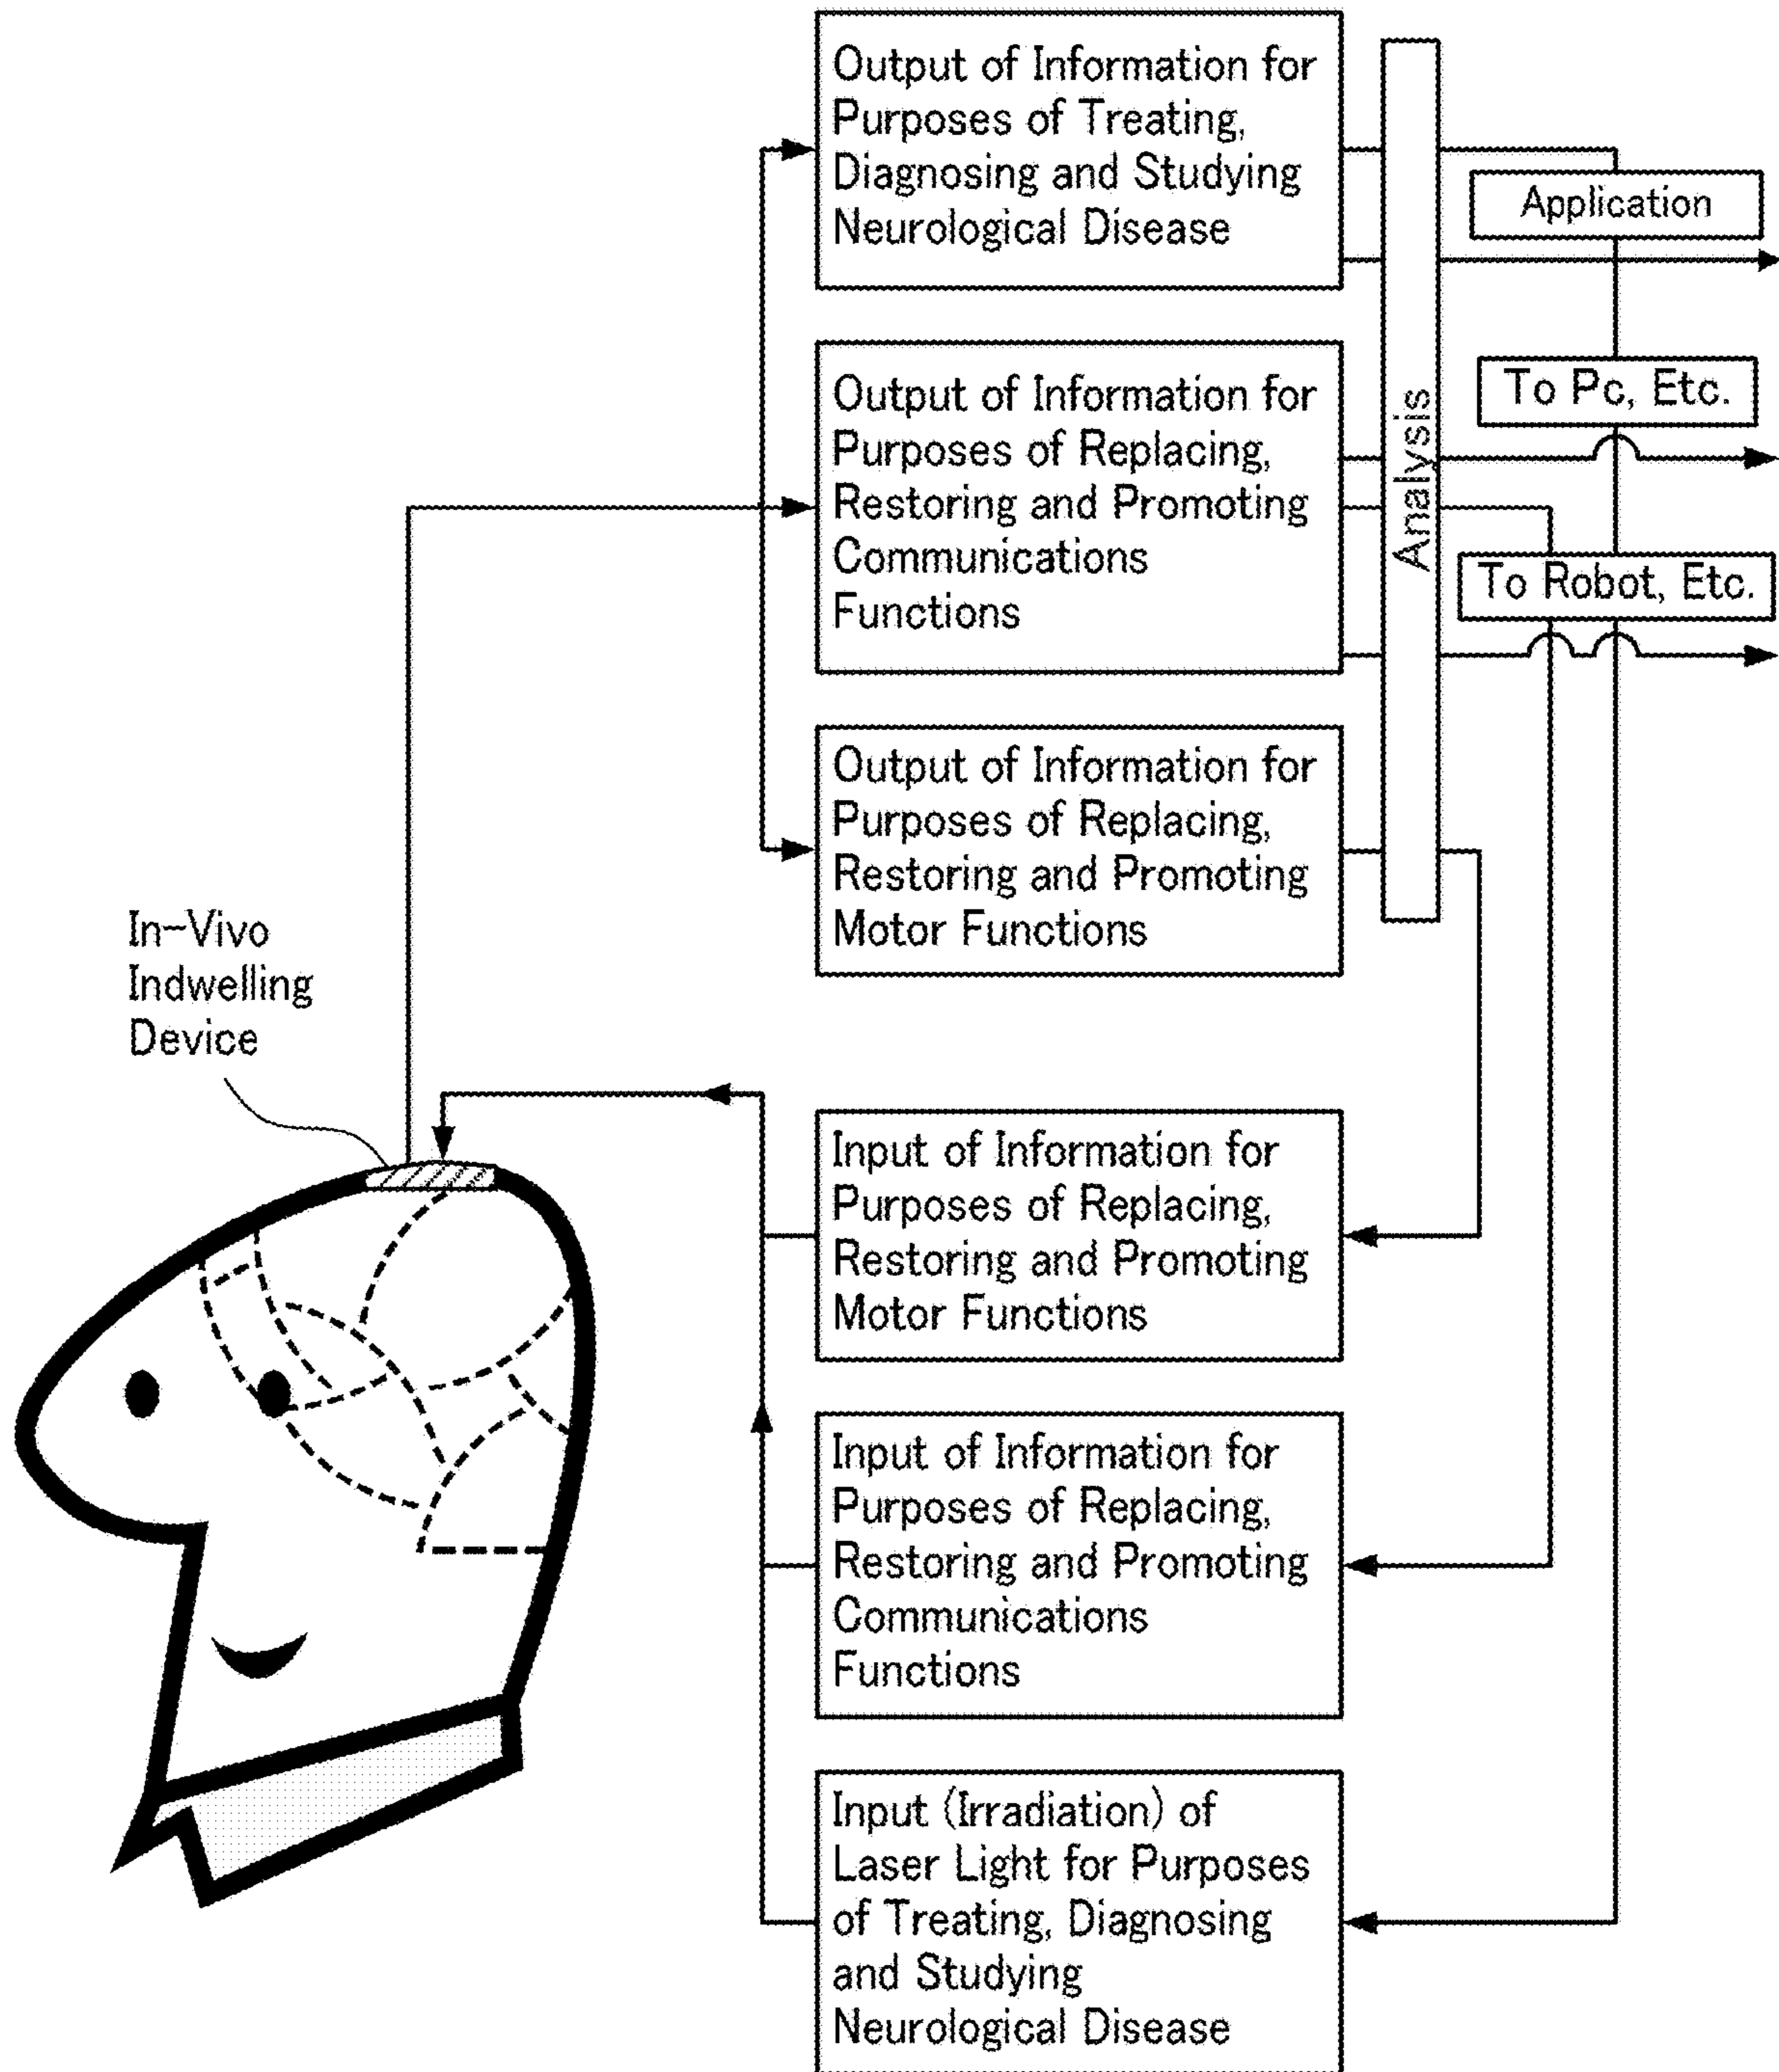 Output of Information for
Purposes of Treating,
Diagnosing and Studying
Neurological Disease
Application
Output of Information for
Purposes of Replacing,
Restoring and Promoting
Communications
Functions
Analysis
To Pc, Etc.
To Robot, Etc.
Output of Information for
Purposes of Replacing,
Restoring and Promoting
Motor Functions
In-Vivo
Indwelling
Device
Input of Information for
Purposes of Replacing,
Restoring and Promoting
Motor Functions
Input of Information for
Purposes of Replacing,
Restoring and Promoting
Communications
Functions
Input (Irradiation) of
Laser Light for Purposes
of Treating, Diagnosing
and Studying
Neurological Disease